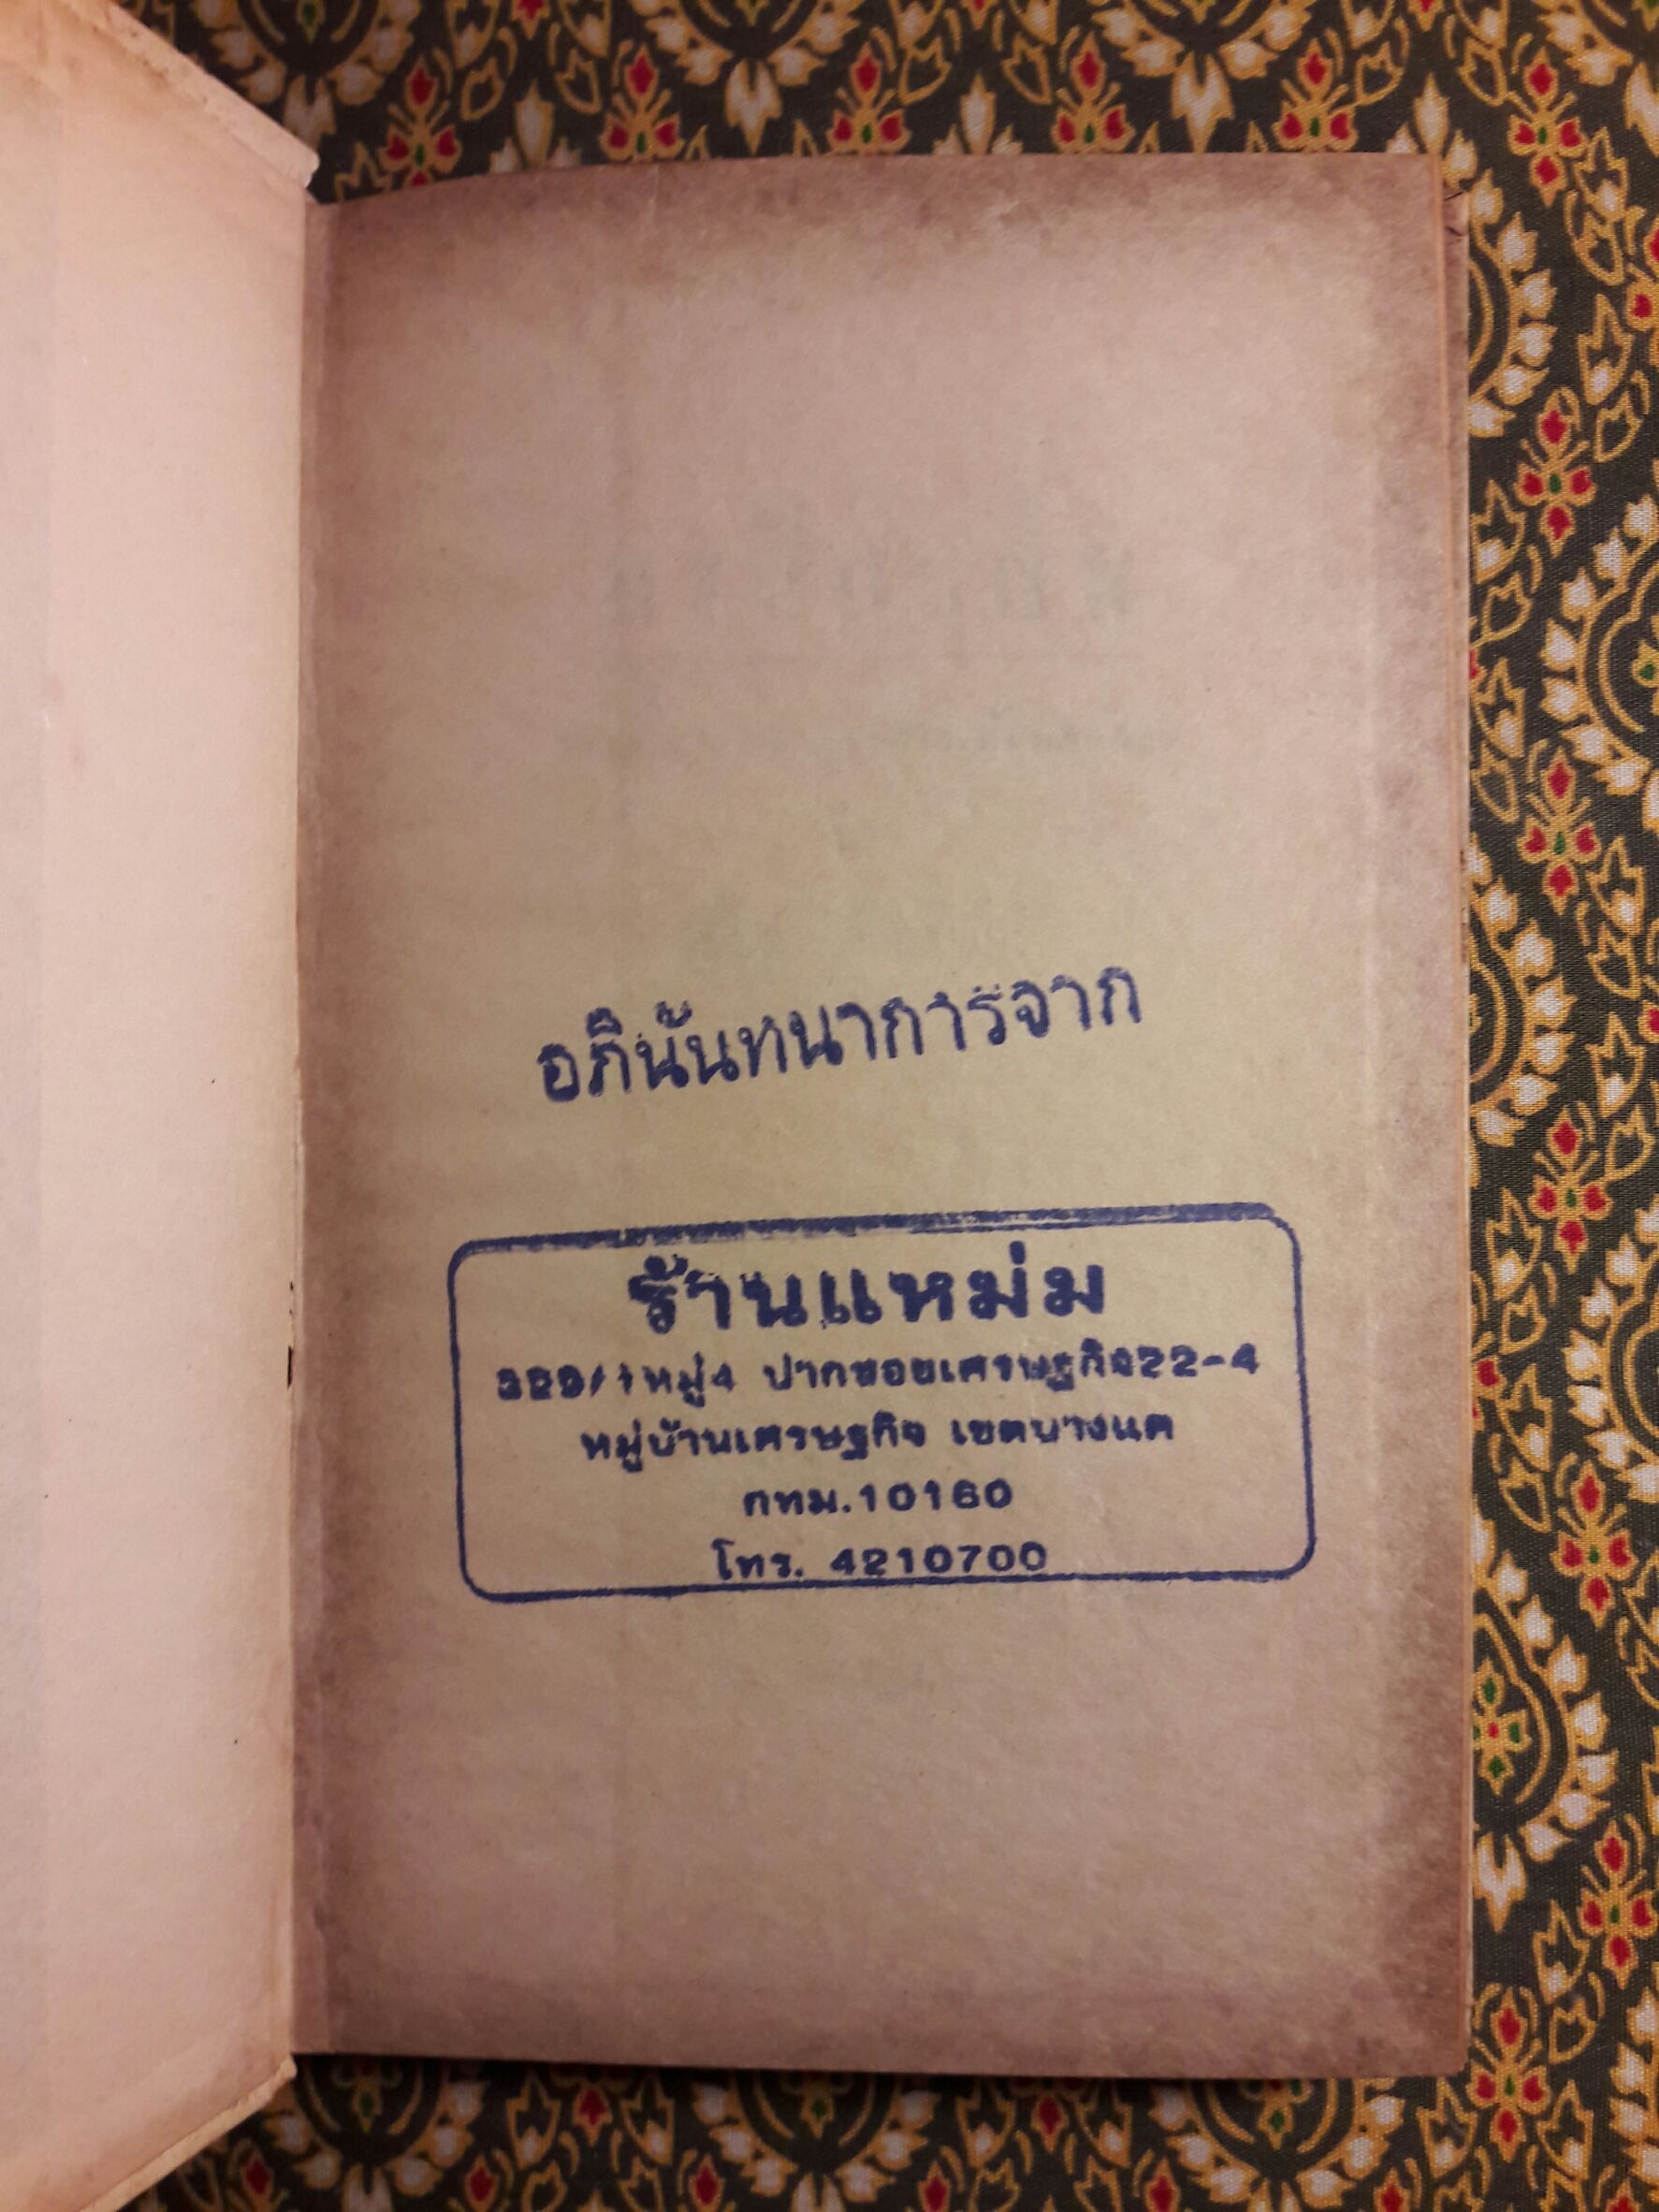 อภินันทนาการจาก
ร้านแหม่ม
323/1หมู่4 ปากซอยเศรษฐกิจ22-4
หมู่บ้านเศรษฐกิจ เขตบางแค
กทม.10160
โทร. 4210700